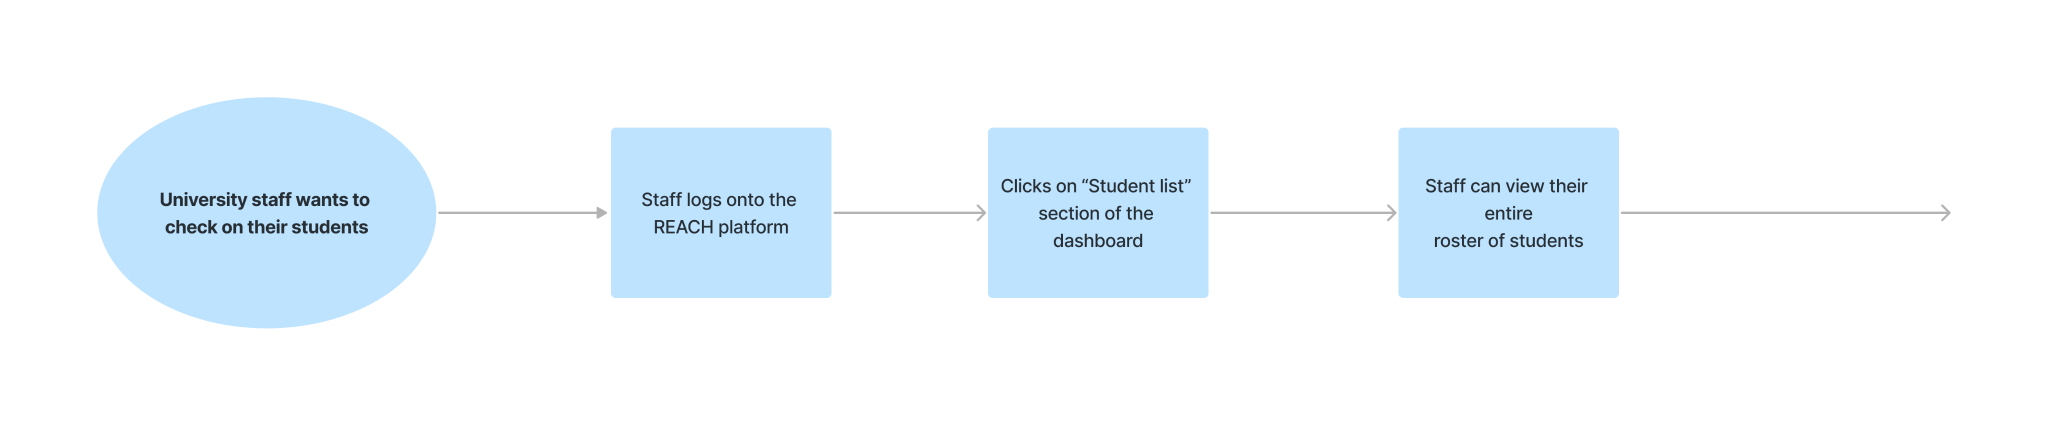 University staff wants to
check on their students
Staff logs onto the
REACH platform
Clicks on “Student list”
section of the
dashboard
Staff can view their
entire
roster of students